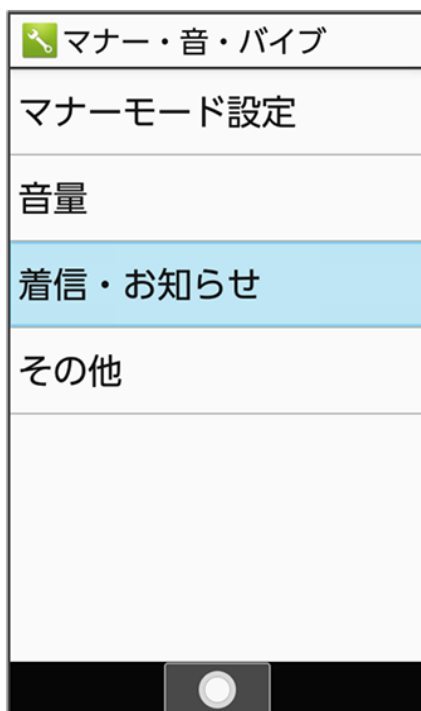 マナー・音・バイブ
マナーモード設定
音量
着信・お知らせ
その他